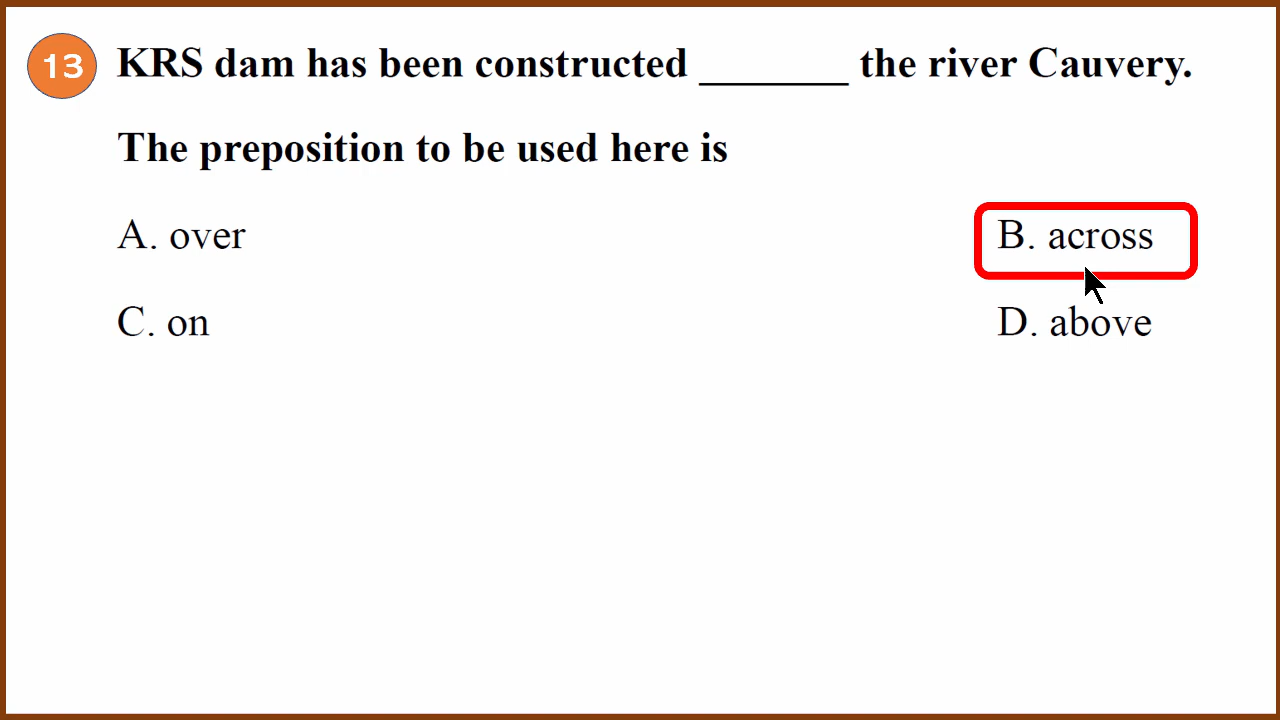 13 KRS dam has been constructed _______ the river Cauvery.
The preposition to be used here is
A. over B. across
C. on D. above